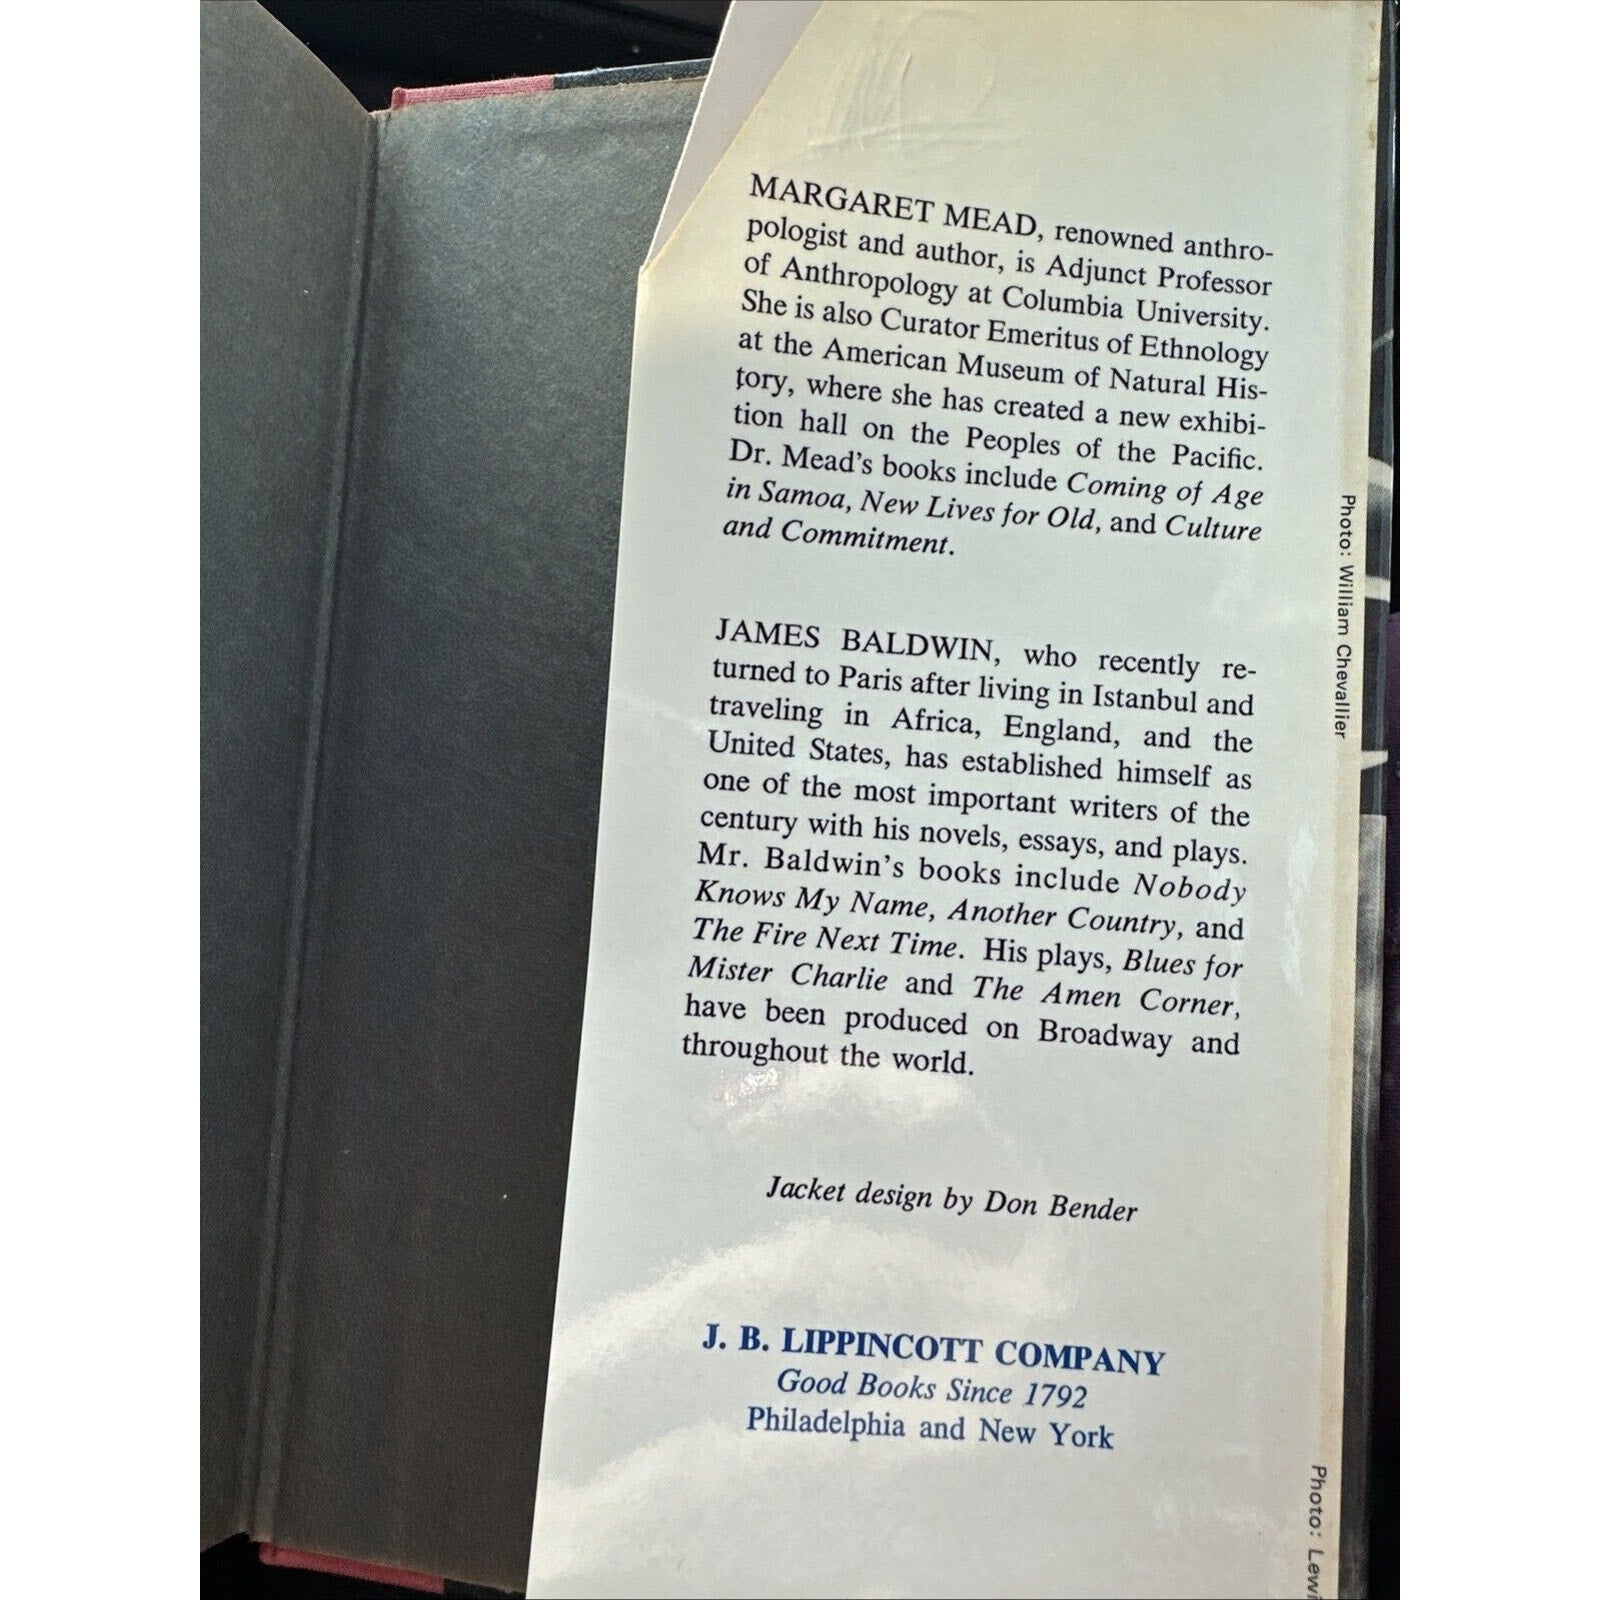 MARGARET MEAD, renowned anthro-
pologist and author, is Adjunct Professor
of Anthropology at Columbia University.
She is also Curator Emeritus of Ethnology
at the American Museum of Natural His-
tory, where she has created a new exhibi-
tion hall on the Peoples of the Pacific.
Dr. Mead's books include Coming of Age
in Samoa, New Lives for Old, and Culture
and Commitment.
JAMES BALDWIN, who recently re-
turned to Paris after living in Istanbul and
traveling in Africa, England, and the
United States, has established himself as
one of the most important writers of the
century with his novels, essays, and plays.
Mr. Baldwin's books include Nobody
Knows My Name, Another Country, and
The Fire Next Time. His plays, Blues for
Mister Charlie and The Amen Corner,
have been produced on Broadway and
throughout the world.
Jacket design by Don Bender
J. B. LIPPINCOTT COMPANY
Good Books Since 1792
Philadelphia and New York
Photo: William Chevallier
Photo: Lewi